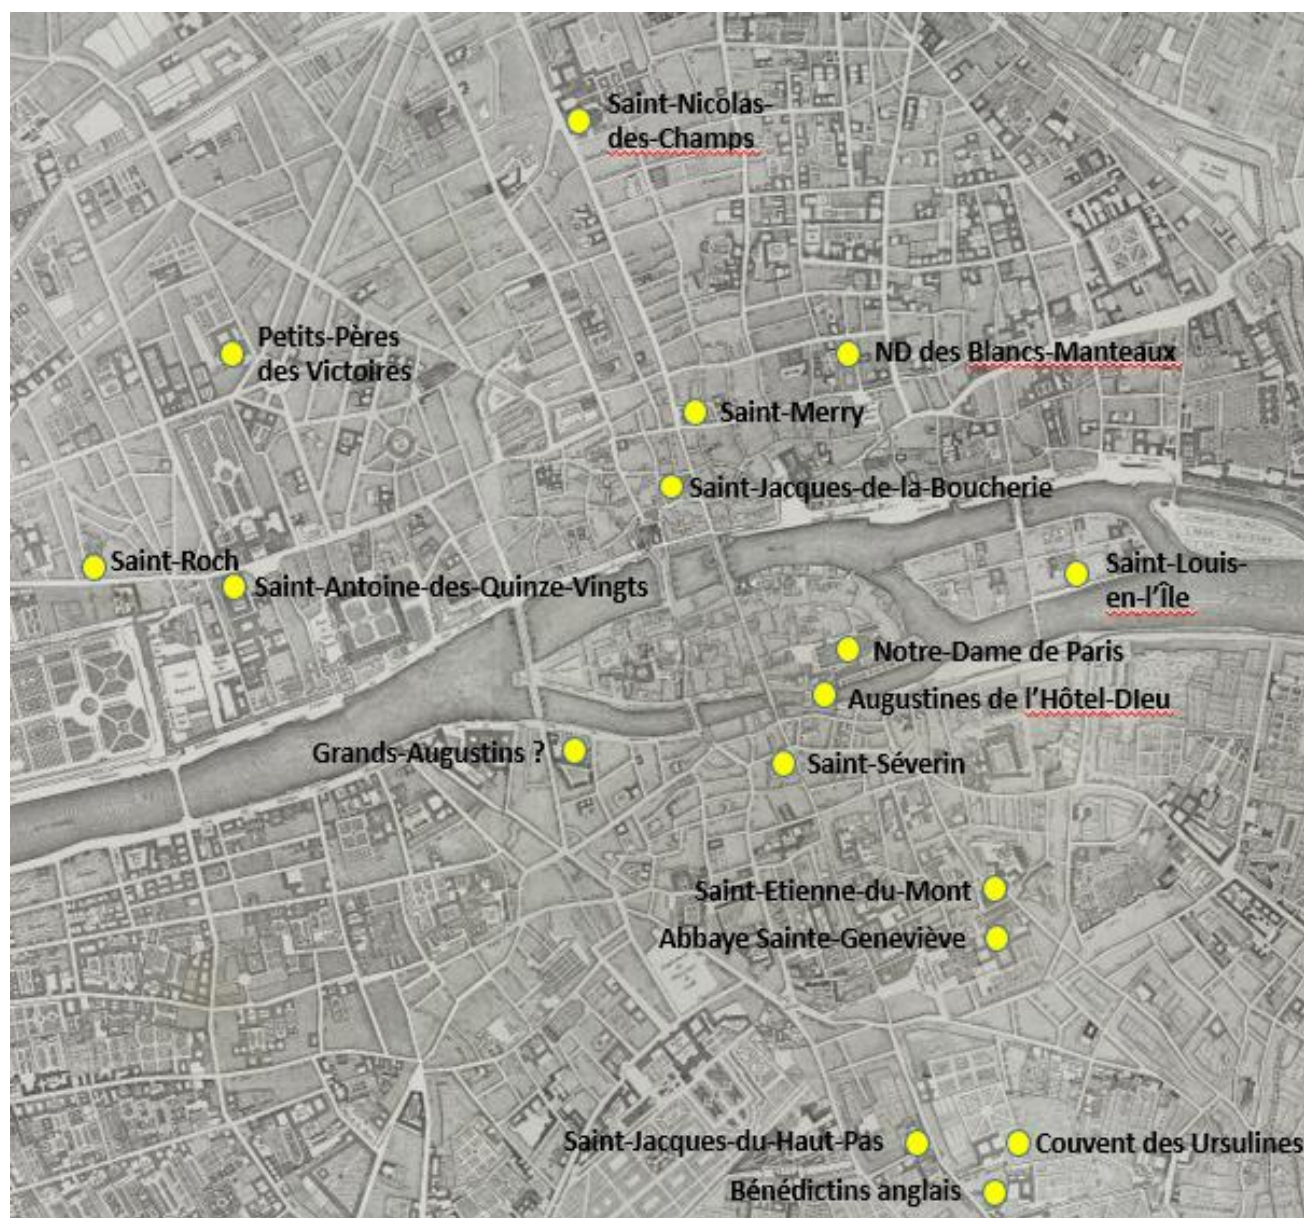 Saint-Nicolas-
des-Champs
Petits-Pères
des Victoires
ND des Blancs-Manteaux
Saint-Merry
Saint-Jacques-de-la-Boucherie
Saint-Roch
Saint-Antoine-des-Quinze-Vingts
Saint-Louis-
en-l'Île
Notre-Dame de Paris
Augustines de l'Hôtel-DIeu
Grands-Augustins ?
Saint-Séverin
Saint-Etienne-du-Mont
Abbaye Sainte-Geneviève
Saint-Jacques-du-Haut-Pas
Couvent des Ursulines
Bénédictins anglais